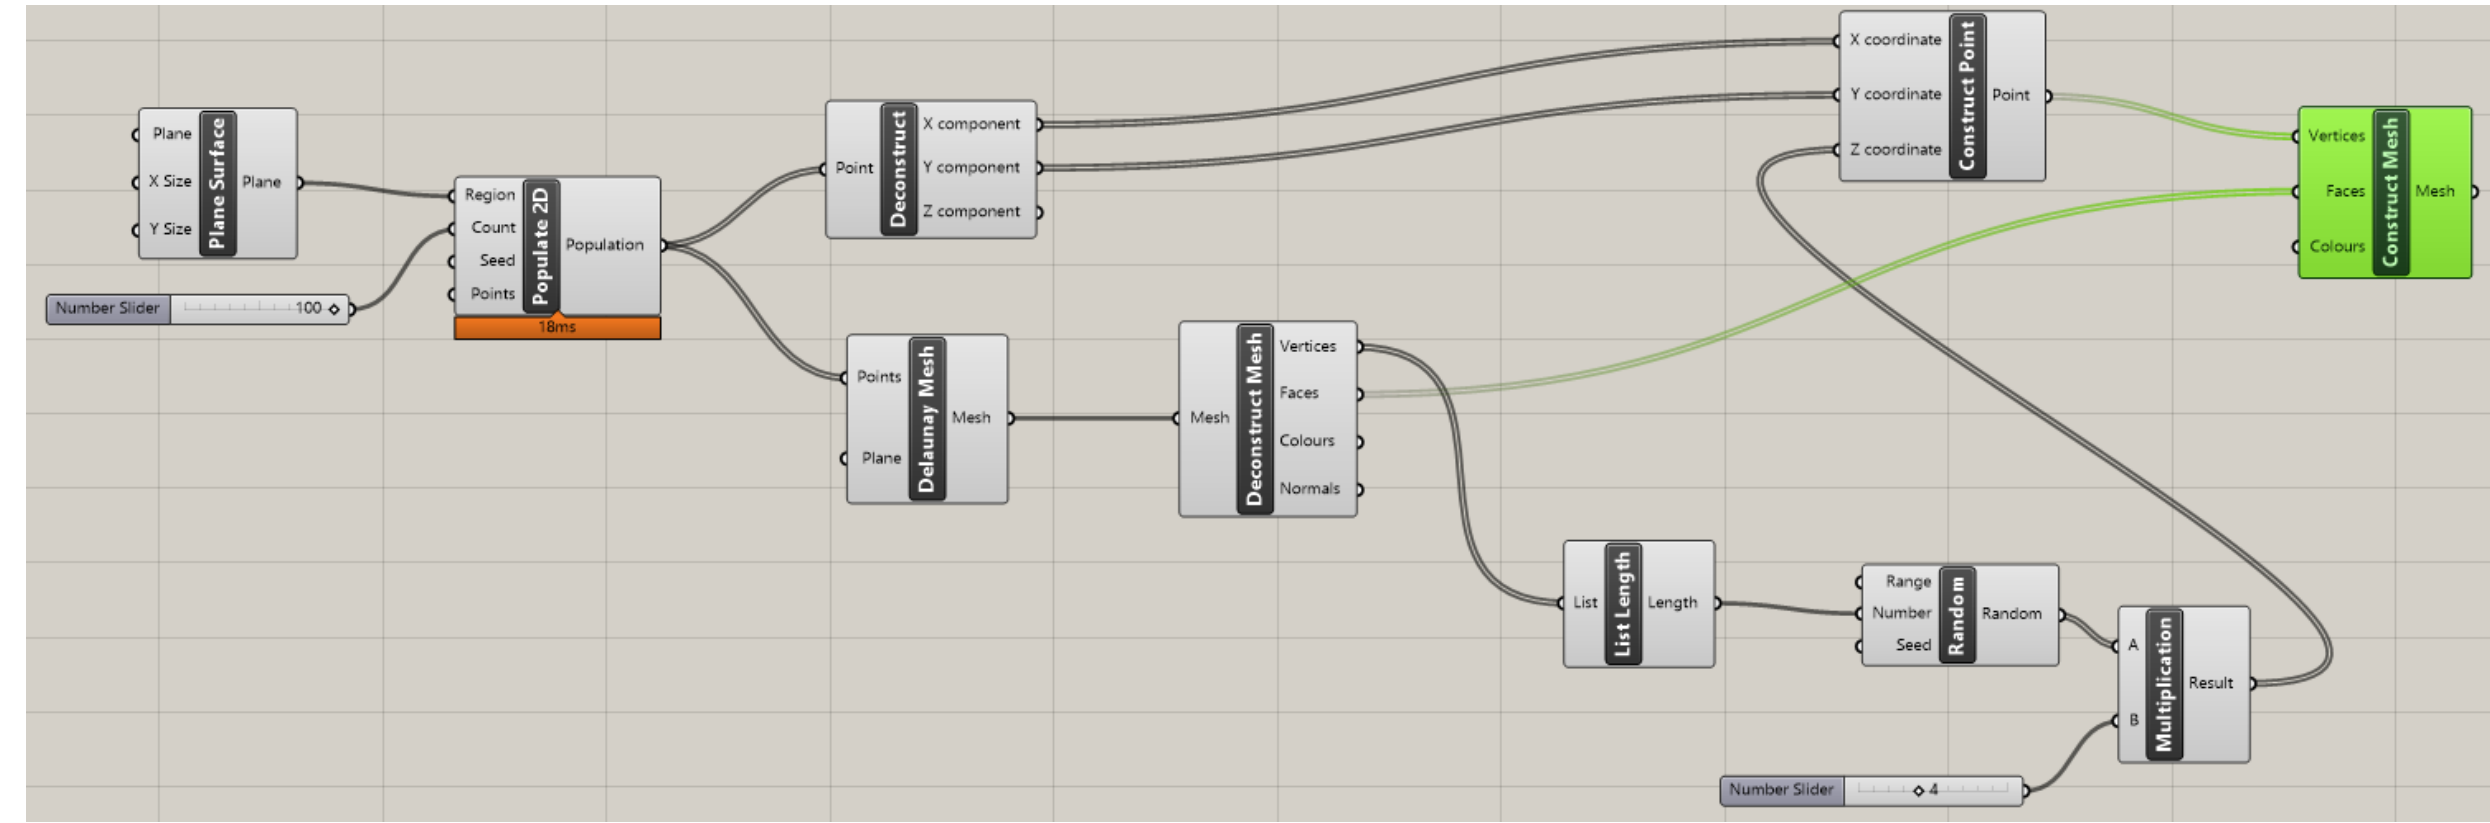 Plane
X Size
Y Size
Plane Surface
Plane
Number Slider 100
Region
Count
Seed
Points
Populate 2D
Population
18ms
Point
Deconstruct
X component
Y component
Z component
Points
Plane
Delaunay Mesh
Mesh
Mesh
Deconstruct Mesh
Vertices
Faces
Colours
Normals
List
List Length
Length
Range
Number
Seed
Random
Random
Number Slider 4
A
B
Multiplication
Result
X coordinate
Y coordinate
Z coordinate
Construct Point
Point
Vertices
Faces
Colours
Construct Mesh
Mesh